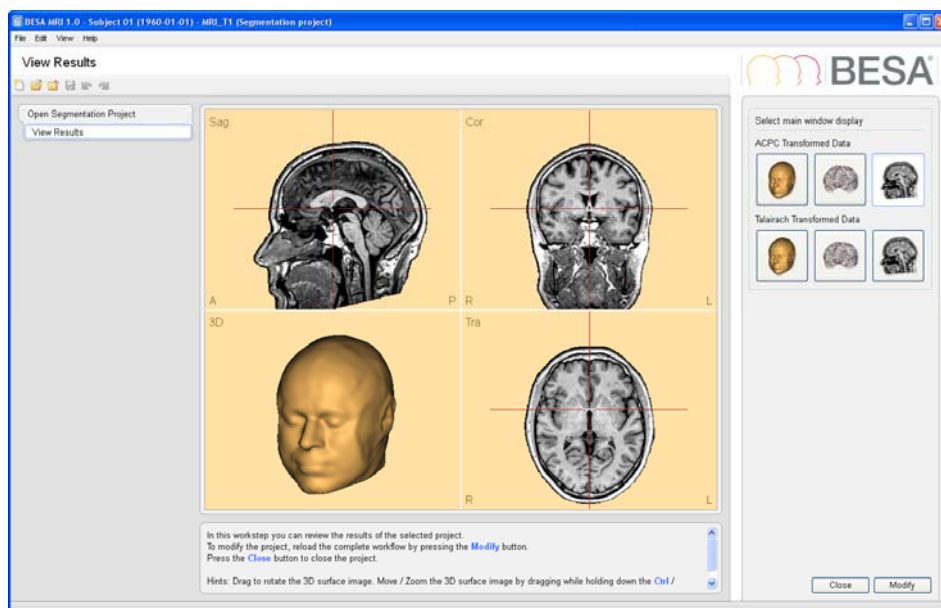 BESA MRI 1.0 - Subject 01 (1960-01-01) - MRI_T1 (Segmentation project)
File Edit View Help
View Results
BESA®
Open Segmentation Project
View Results
Sag
Cor
A P R L
3D
Tra
R L
Select main window display
ACPC Transformed Data
Talairach Transformed Data
In this workstep you can review the results of the selected project.
To modify the project, reload the complete workflow by pressing the Modify button.
Press the Close button to close the project.
Hints: Drag to rotate the 3D surface image. Move / Zoom the 3D surface image by dragging while holding down the Ctrl /
Close Modify